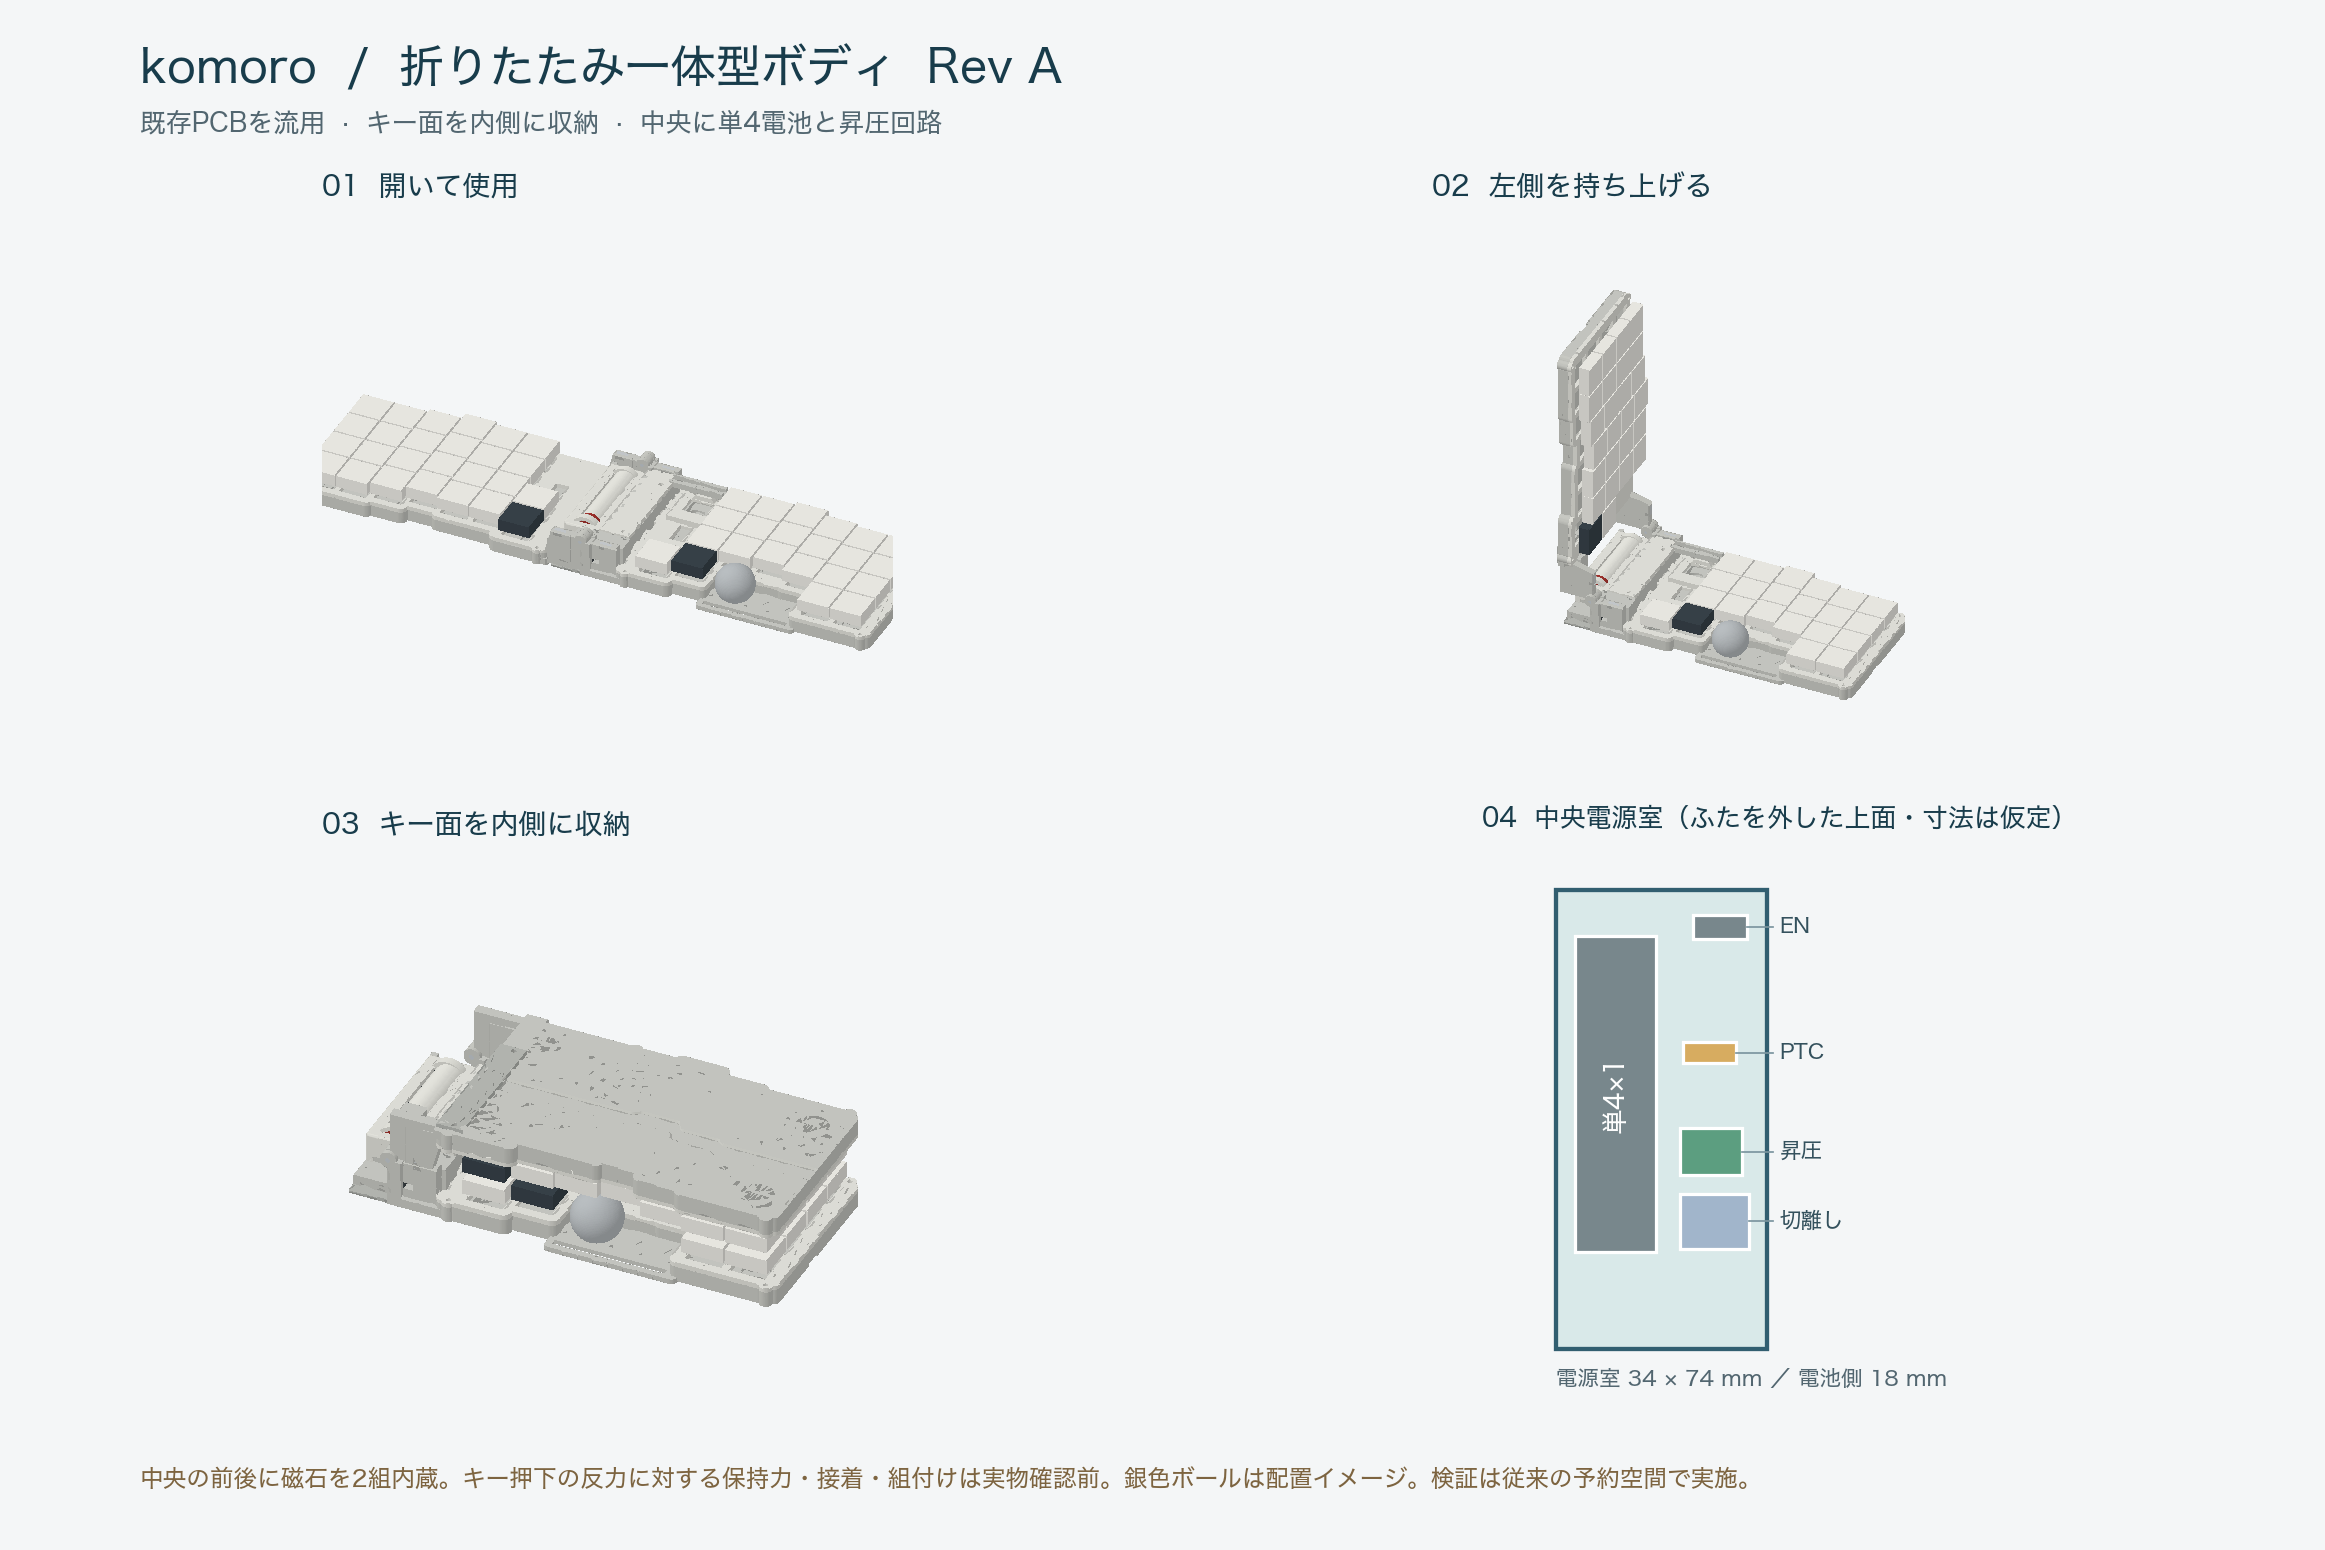 komoro / 折りたたみ一体型ボディ Rev A
既存PCBを流用 · キー面を内側に収納 · 中央に単4電池と昇圧回路
01 開いて使用
02 左側を持ち上げる
03 キー面を内側に収納
04 中央電源室（ふたを外した上面・寸法は仮定）
EN
単4×1
PTC
昇圧
切離し
電源室 34 × 74 mm ／ 電池側 18 mm
中央の前後に磁石を2組内蔵。キー押下の反力に対する保持力・接着・組付けは実物確認前。銀色ボールは配置イメージ。検証は従来の予約空間で実施。